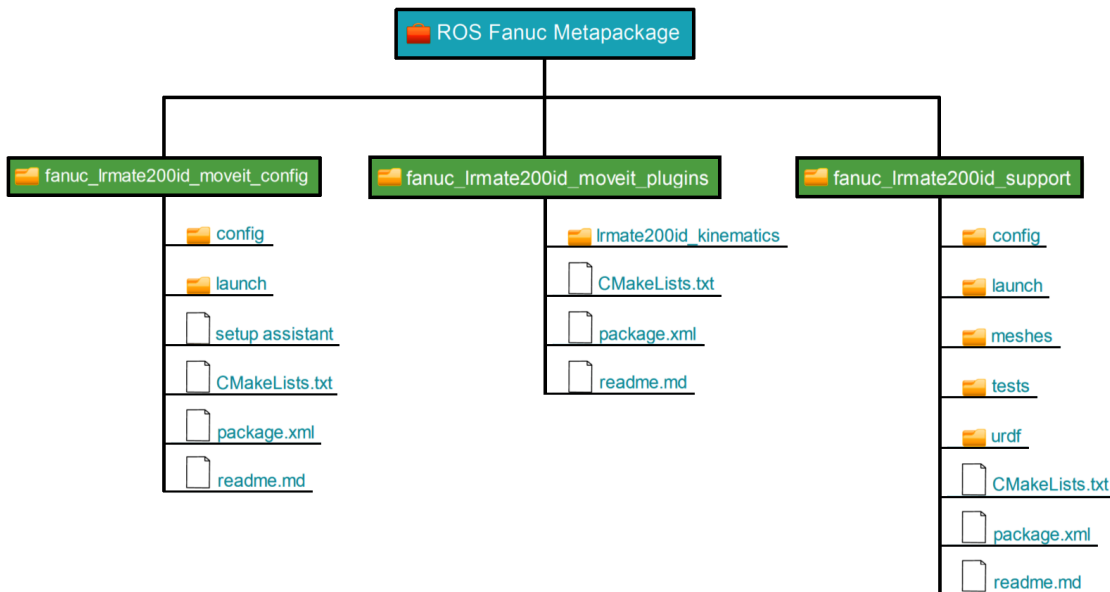 ROS Fanuc Metapackage
fanuc_lrmate200id_moveit_config
config
launch
setup assistant
CMakeLists.txt
package.xml
readme.md
fanuc_lrmate200id_moveit_plugins
lrmate200id_kinematics
CMakeLists.txt
package.xml
readme.md
fanuc_lrmate200id_support
config
launch
meshes
tests
urdf
CMakeLists.txt
package.xml
readme.md